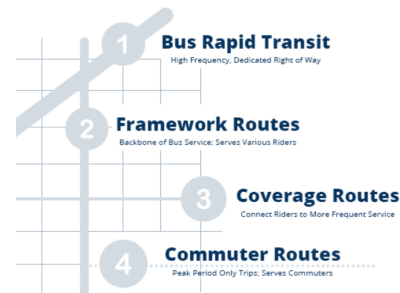 1
Bus Rapid Transit
High Frequency, Dedicated Right of Way
2
Framework Routes
Backbone of Bus Service; Serves Various Riders
3
Coverage Routes
Connect Riders to More Frequent Service
4
Commuter Routes
Peak Period Only Trips; Serves Commuters